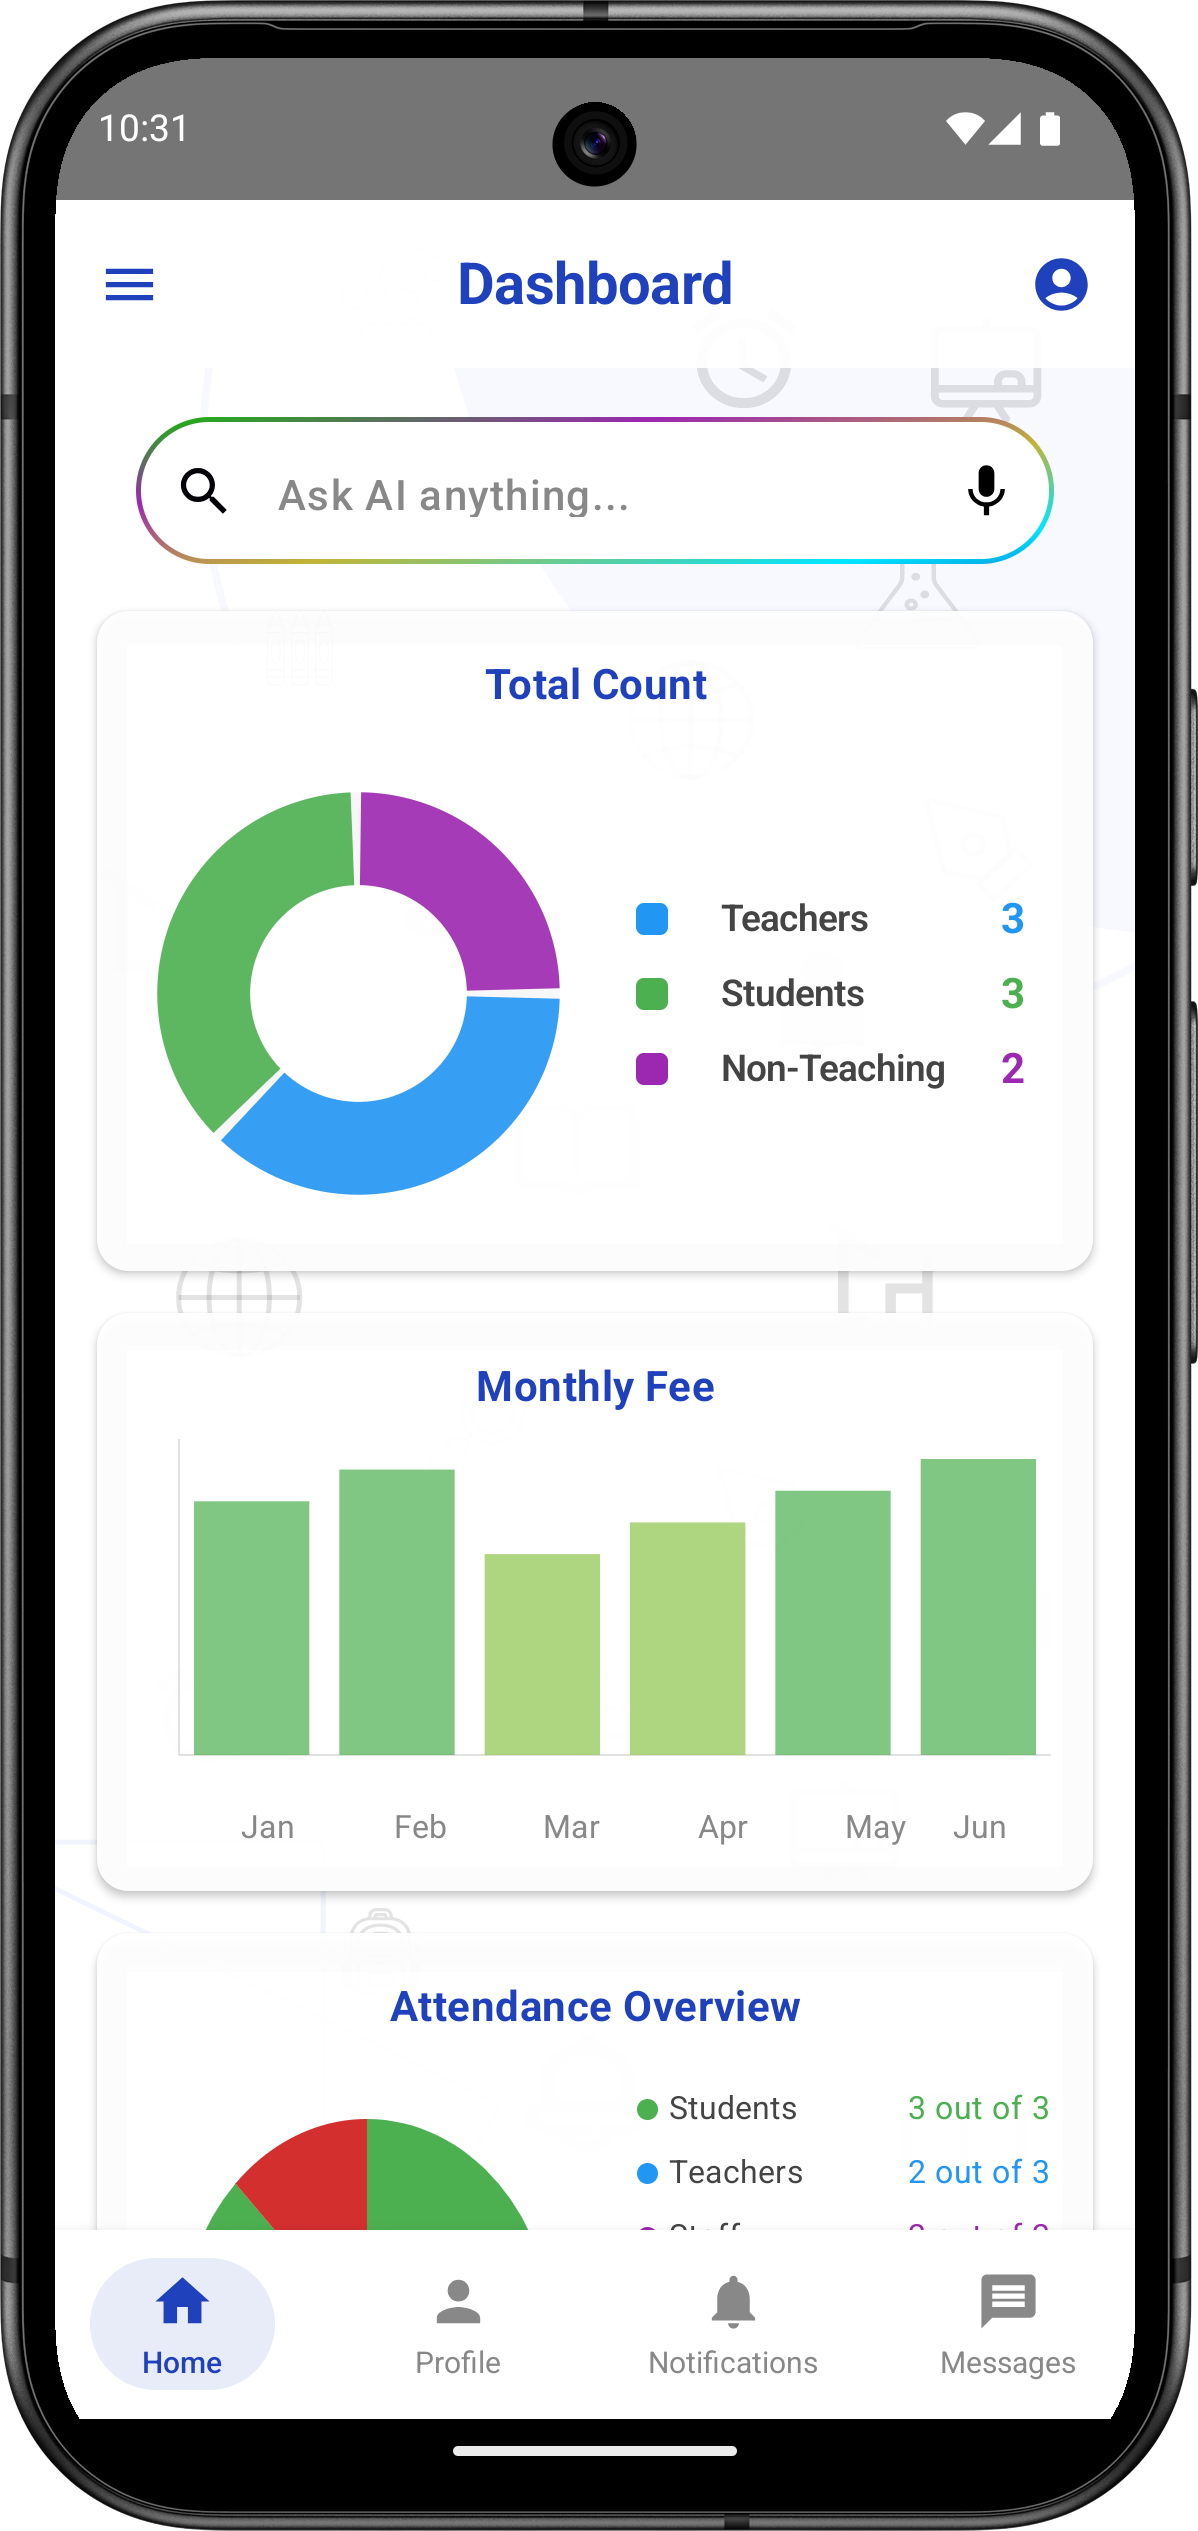 10:31
Dashboard
Ask AI anything...
Total Count
Teachers 3
Students 3
Non-Teaching 2
Monthly Fee
Jan Feb Mar Apr May Jun
Attendance Overview
Students 3 out of 3
Teachers 2 out of 3
Home Profile Notifications Messages